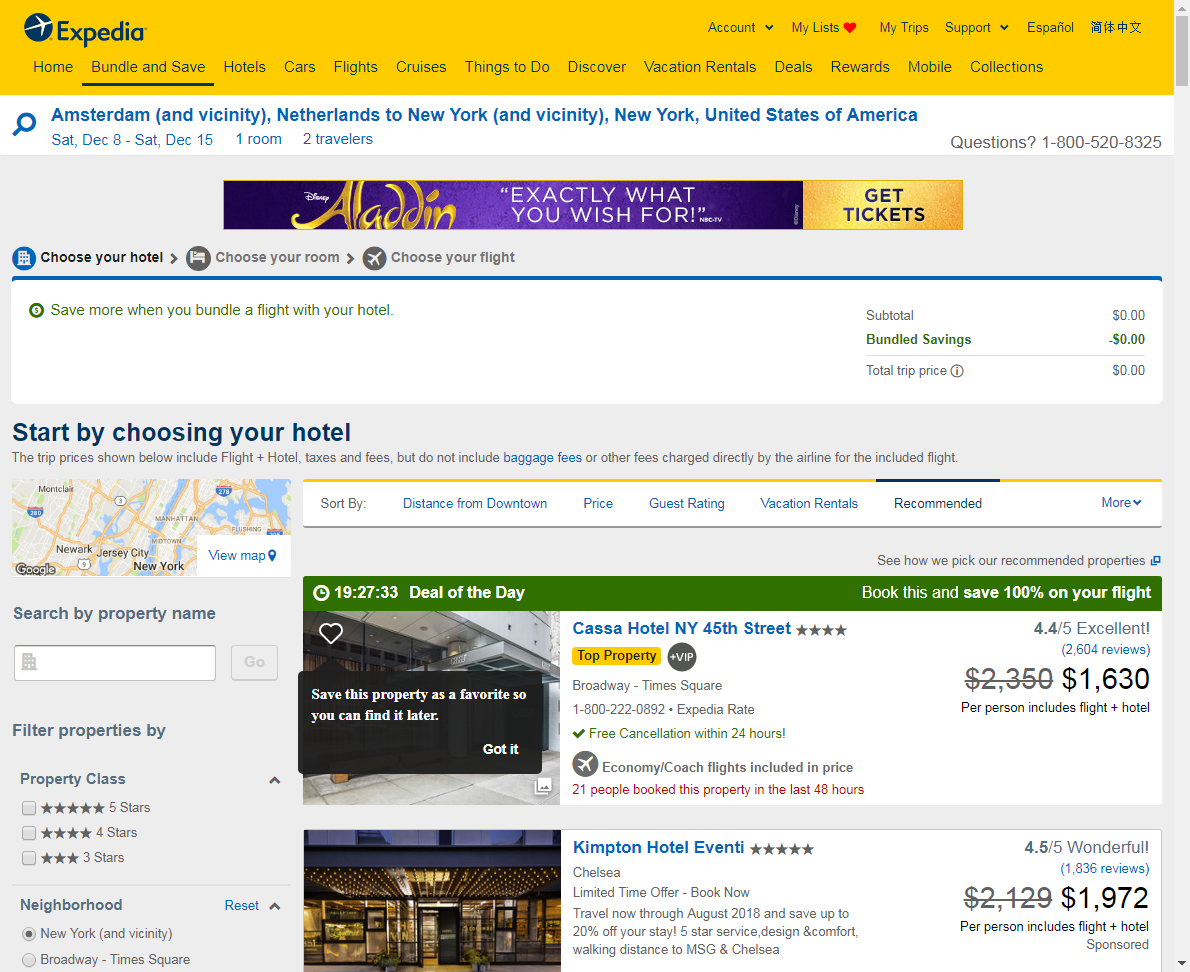 Expedia
Account
My Lists
My Trips
Support
Español
简体中文
Home
Bundle and Save
Hotels
Cars
Flights
Cruises
Things to Do
Discover
Vacation Rentals
Deals
Rewards
Mobile
Collections
Amsterdam (and vicinity), Netherlands to New York (and vicinity), New York, United States of America
Sat, Dec 8 - Sat, Dec 15 1 room 2 travelers
Questions? 1-800-520-8325
Disney
Aladdin
“EXACTLY WHAT
YOU WISH FOR!” NBC-TV
©Disney
GET
TICKETS
Choose your hotel
Choose your room
Choose your flight
Save more when you bundle a flight with your hotel.
Subtotal $0.00
Bundled Savings -$0.00
Total trip price $0.00
Start by choosing your hotel
The trip prices shown below include Flight + Hotel, taxes and fees, but do not include baggage fees or other fees charged directly by the airline for the included flight.
Montclair
3
278
280
MANHATTAN
FLUSHING
MIDTOWN
Newark
Jersey City
9
New York
Google
View map
Sort By:
Distance from Downtown
Price
Guest Rating
Vacation Rentals
Recommended
More
See how we pick our recommended properties
Search by property name
Go
Filter properties by
Property Class
5 Stars
4 Stars
3 Stars
Neighborhood
Reset
New York (and vicinity)
Broadway - Times Square
19:27:33 Deal of the Day
Book this and save 100% on your flight
Save this property as a favorite so
you can find it later.
Got it
Cassa Hotel NY 45th Street
Top Property
+VIP
Broadway - Times Square
1-800-222-0892 • Expedia Rate
Free Cancellation within 24 hours!
Economy/Coach flights included in price
21 people booked this property in the last 48 hours
4.4/5 Excellent!
(2,604 reviews)
$2,350 $1,630
Per person includes flight + hotel
Kimpton Hotel Eventi
Chelsea
Limited Time Offer - Book Now
Travel now through August 2018 and save up to
20% off your stay! 5 star service,design &comfort,
walking distance to MSG & Chelsea
4.5/5 Wonderful!
(1,836 reviews)
$2,129 $1,972
Per person includes flight + hotel
Sponsored